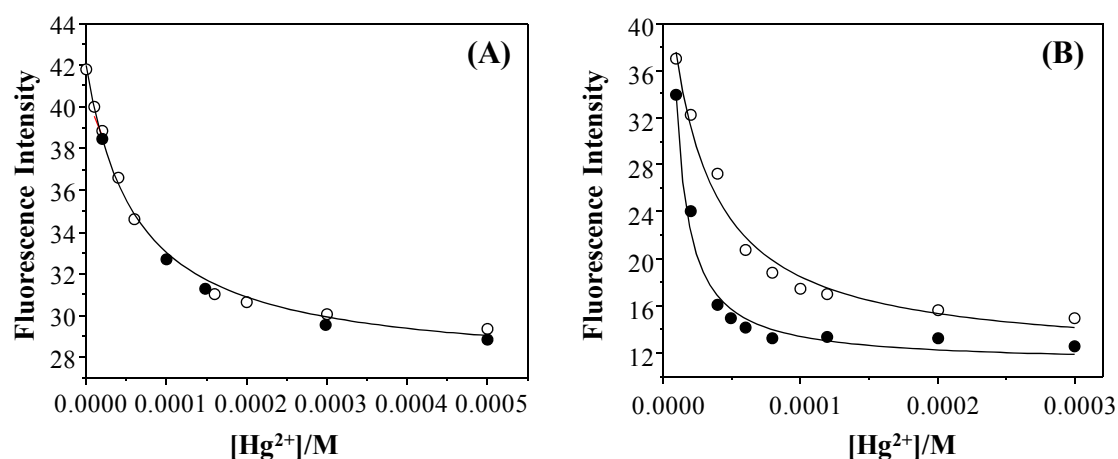 (A)
Fluorescence Intensity
44
42
40
38
36
34
32
30
28
0.0000 0.0001 0.0002 0.0003 0.0004 0.0005
[Hg²⁺]/M
(B)
Fluorescence Intensity
40
36
32
28
24
20
16
12
0.0000 0.0001 0.0002 0.0003
[Hg²⁺]/M